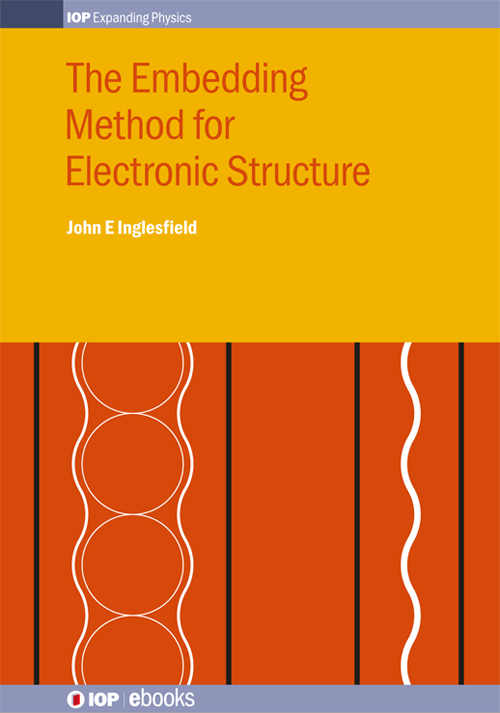 IOP Expanding Physics
The Embedding
Method for
Electronic Structure
John E Inglesfield
IOP | ebooks